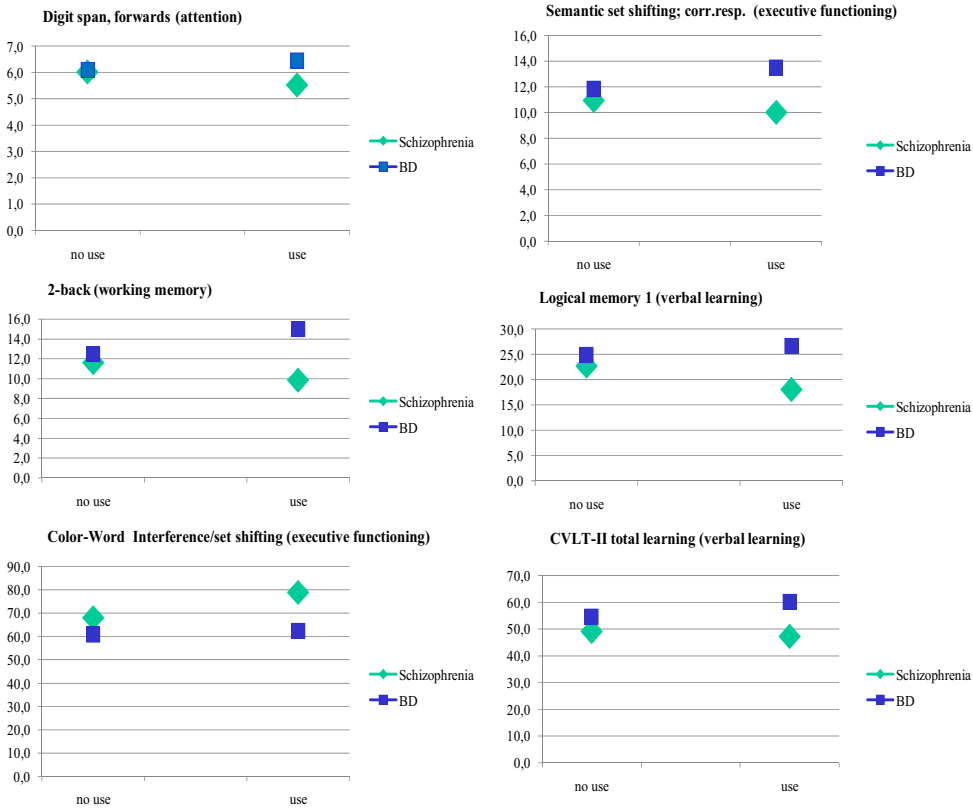 Digit span, forwards (attention)
7,0
6,0
5,0
4,0
3,0
2,0
1,0
0,0
no use
use
Schizophrenia
BD
Semantic set shifting; corr.resp. (executive functioning)
16,0
14,0
12,0
10,0
8,0
6,0
4,0
2,0
0,0
no use
use
Schizophrenia
BD
2-back (working memory)
16,0
14,0
12,0
10,0
8,0
6,0
4,0
2,0
0,0
no use
use
Schizophrenia
BD
Logical memory 1 (verbal learning)
30,0
25,0
20,0
15,0
10,0
5,0
0,0
no use
use
Schizophrenia
BD
Color-Word Interference/set shifting (executive functioning)
90,0
80,0
70,0
60,0
50,0
40,0
30,0
20,0
10,0
0,0
no use
use
Schizophrenia
BD
CVLT-II total learning (verbal learning)
70,0
60,0
50,0
40,0
30,0
20,0
10,0
0,0
no use
use
Schizophrenia
BD